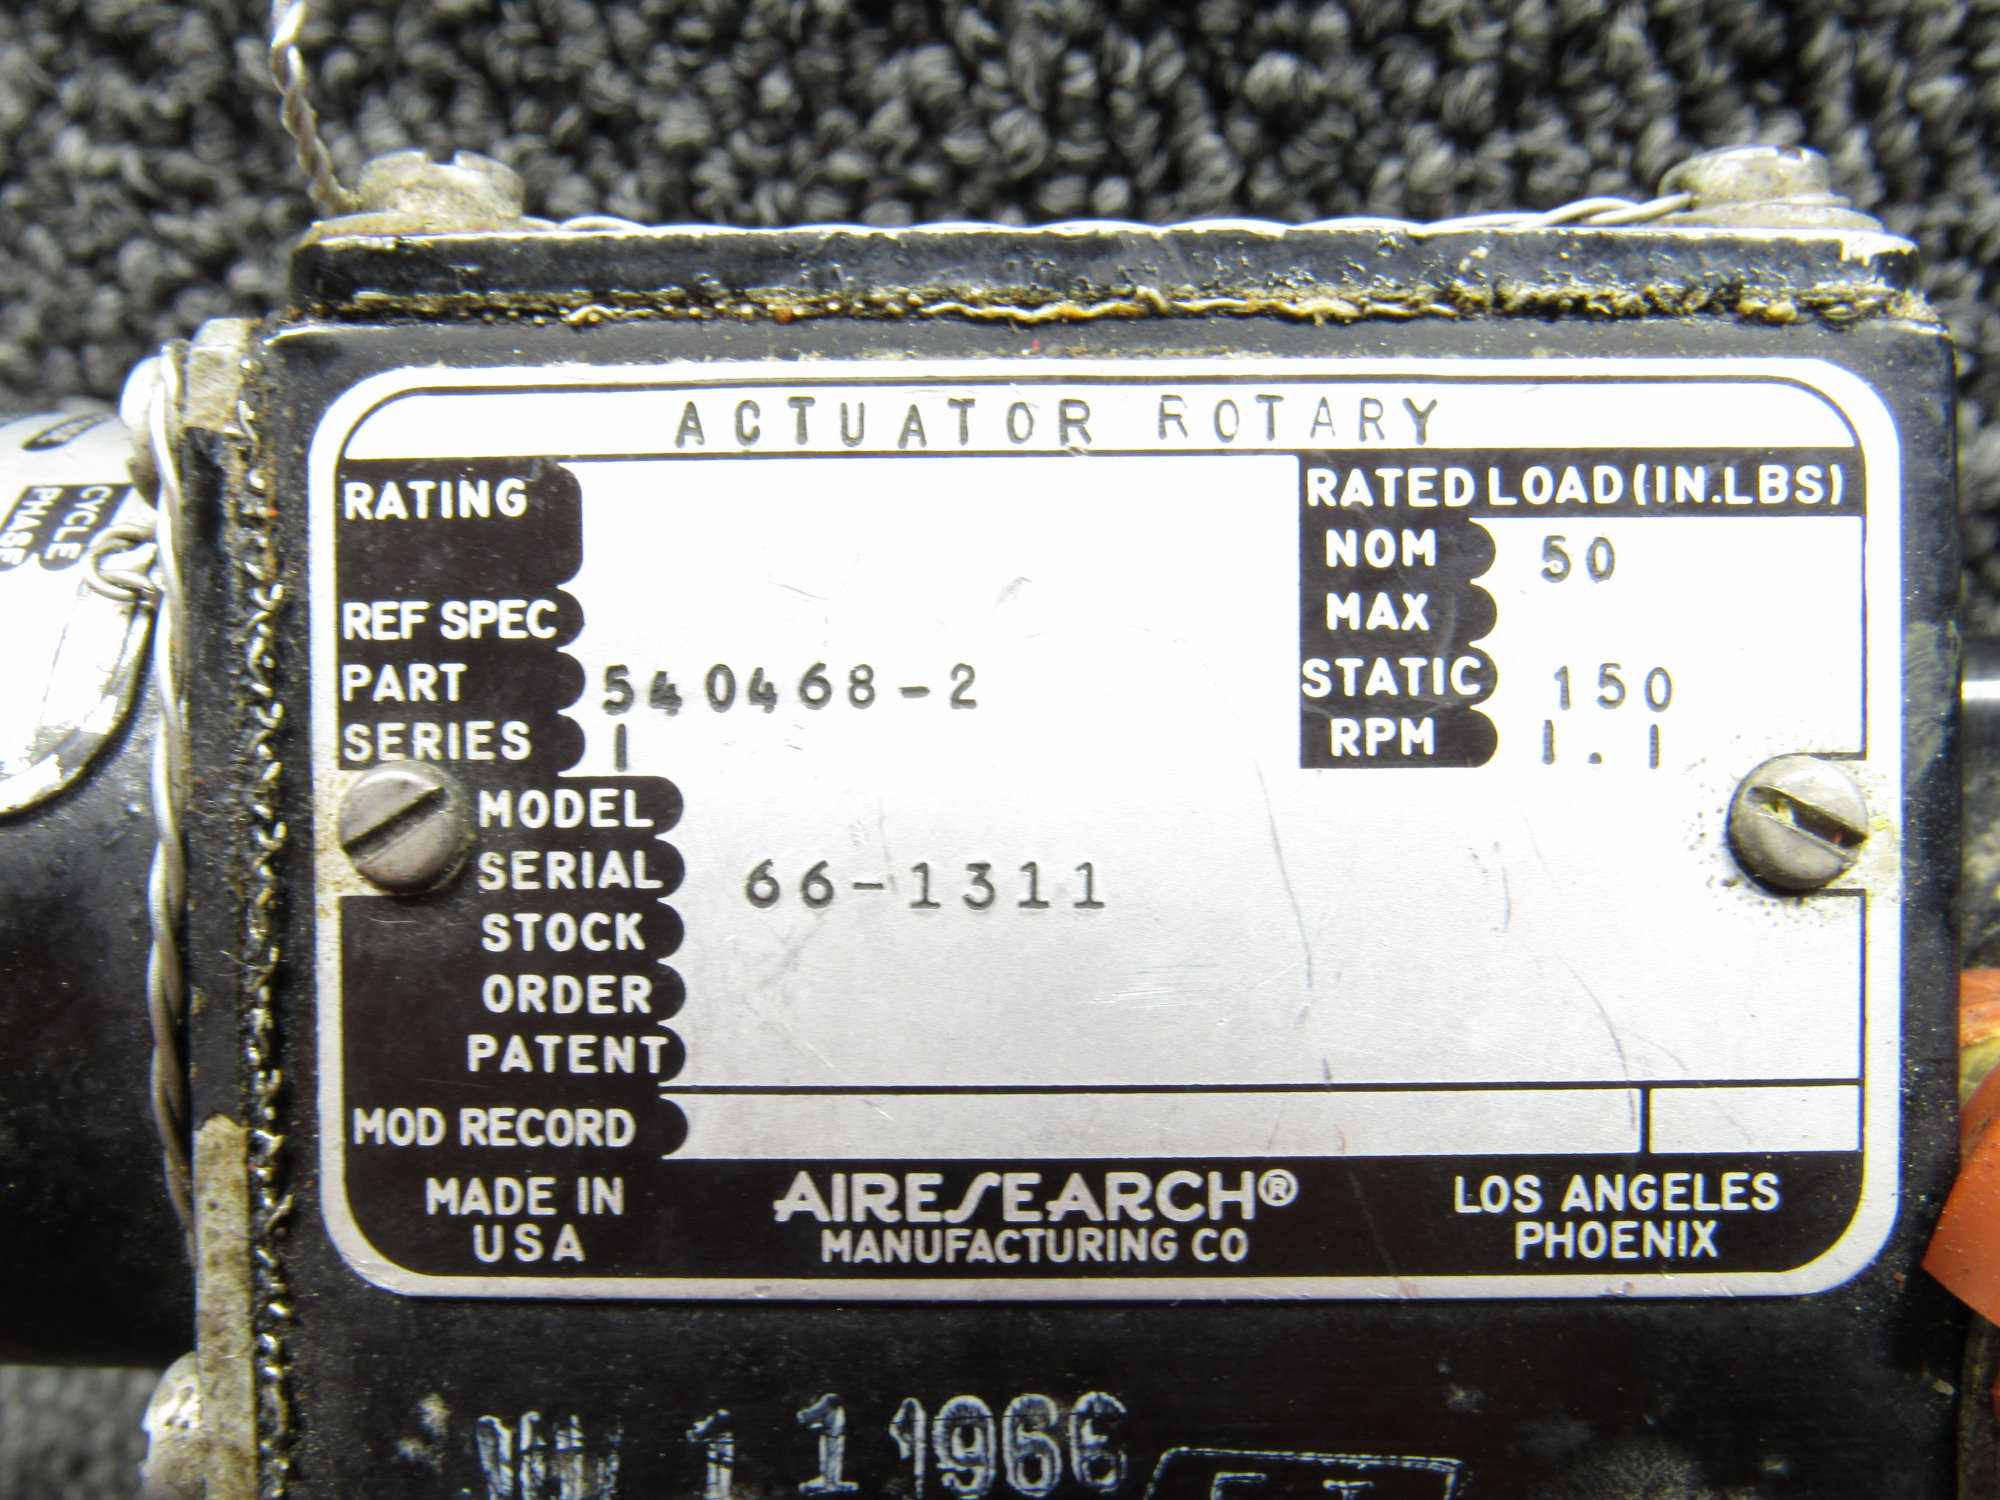 ACTUATOR ROTARY
RATING
REF SPEC
PART 540468-2
SERIES 1
RATED LOAD (IN.LBS)
NOM 50
MAX
STATIC 150
RPM 1.1
MODEL
SERIAL 66-1311
STOCK
ORDER
PATENT
MOD RECORD
MADE IN
USA
AIRESEARCH®
MANUFACTURING CO
LOS ANGELES
PHOENIX
CYCLE
PHASE
1 1 1966